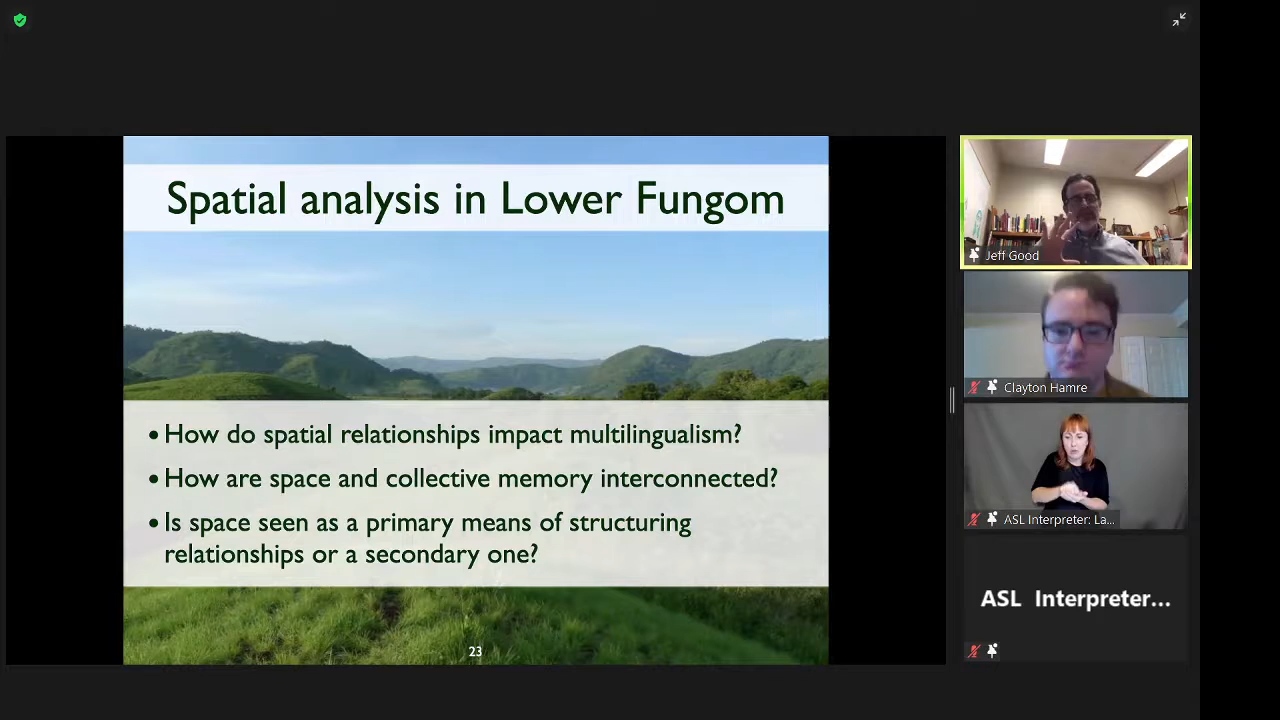 Spatial analysis in Lower Fungom
• How do spatial relationships impact multilingualism?
• How are space and collective memory interconnected?
• Is space seen as a primary means of structuring
relationships or a secondary one?
23
Jeff Good
Clayton Hamre
ASL Interpreter: La...
ASL Interpreter...